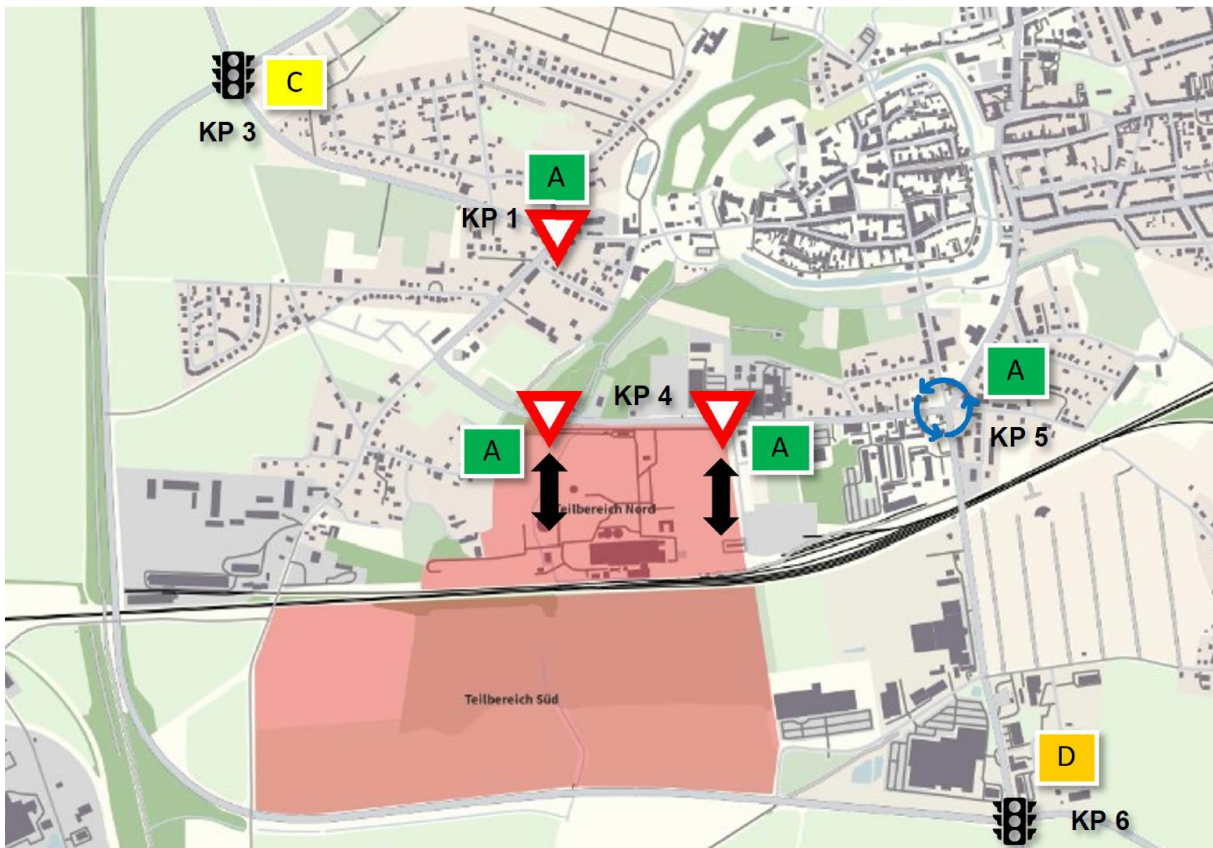 C
KP 3
A
KP 1
KP 4
A
KP 5
A
A
Teilbereich Nord
Teilbereich Süd
D
KP 6